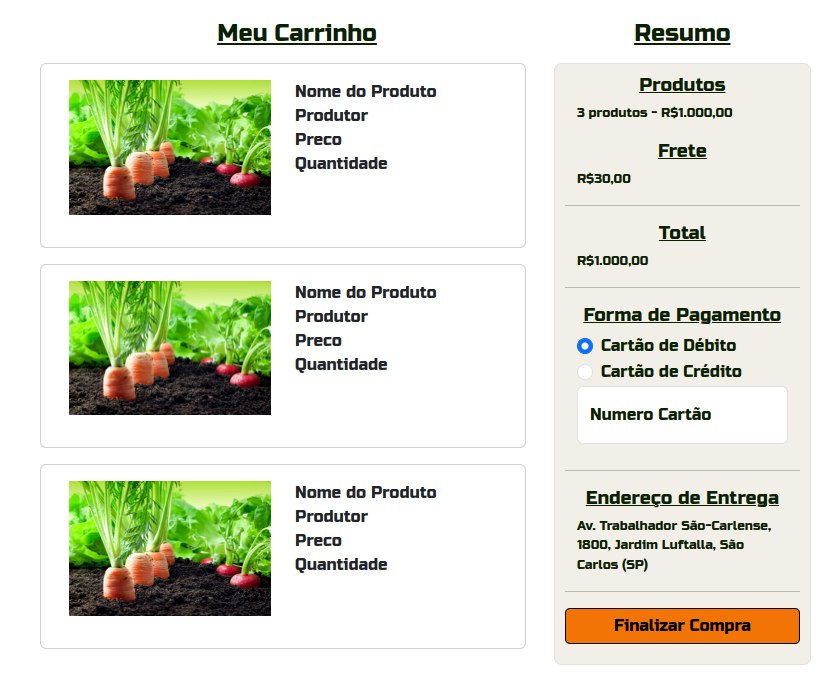 Meu Carrinho
Nome do Produto
Produtor
Preco
Quantidade
Nome do Produto
Produtor
Preco
Quantidade
Nome do Produto
Produtor
Preco
Quantidade
Resumo
Produtos
3 produtos - R$1.000,00
Frete
R$30,00
Total
R$1.000,00
Forma de Pagamento
Cartão de Débito
Cartão de Crédito
Numero Cartão
Endereço de Entrega
Av. Trabalhador São-Carlense,
1800, Jardim Luftalla, São
Carlos (SP)
Finalizar Compra